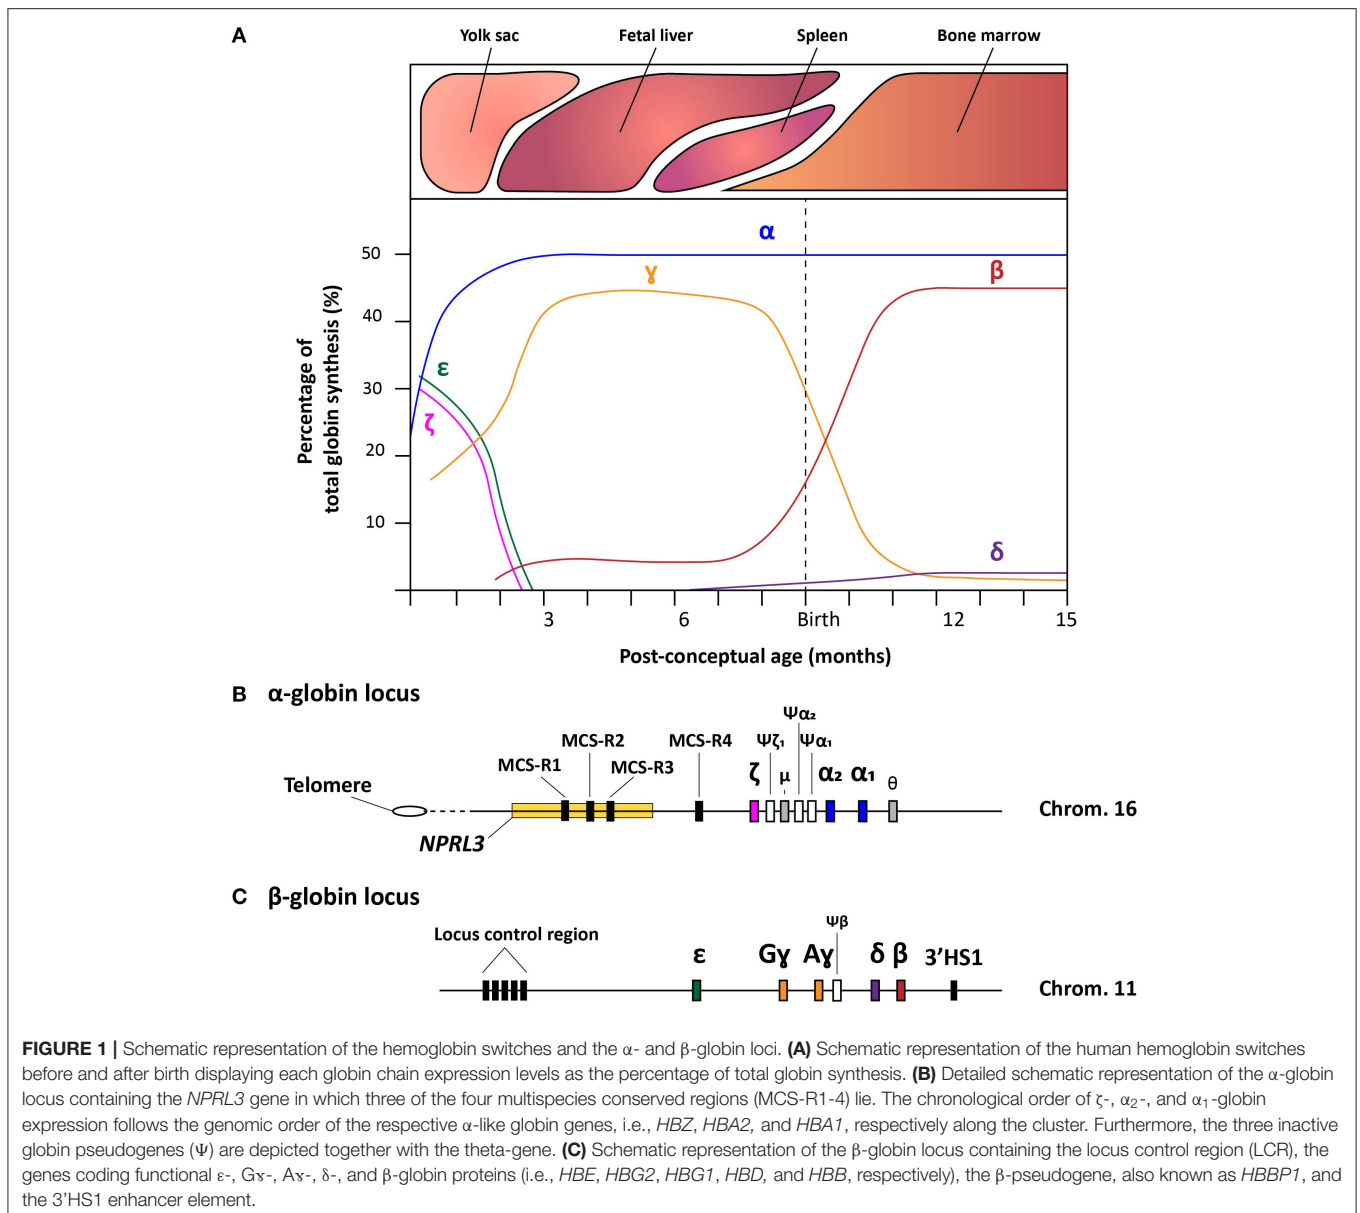 A
Yolk sac Fetal liver Spleen Bone marrow
α
50
β
ɣ
40
ε
30
ζ
20
10
δ
Percentage of
total globin synthesis (%)
3 6 Birth 12 15
Post-conceptual age (months)
B α-globin locus
Ψα₂
MCS-R2 MCS-R4 Ψζ₁ Ψα₁
MCS-R1 MCS-R3 ζ μ α₂ α₁ θ
Telomere
Chrom. 16
NPRL3
C β-globin locus
Ψβ
Locus control region
ε Gɣ Aɣ δ β 3’HS1
Chrom. 11
FIGURE 1 | Schematic representation of the hemoglobin switches and the α- and β-globin loci. (A) Schematic representation of the human hemoglobin switches
before and after birth displaying each globin chain expression levels as the percentage of total globin synthesis. (B) Detailed schematic representation of the α-globin
locus containing the NPRL3 gene in which three of the four multispecies conserved regions (MCS-R1-4) lie. The chronological order of ζ-, α₂-, and α₁-globin
expression follows the genomic order of the respective α-like globin genes, i.e., HBZ, HBA2, and HBA1, respectively along the cluster. Furthermore, the three inactive
globin pseudogenes (Ψ) are depicted together with the theta-gene. (C) Schematic representation of the β-globin locus containing the locus control region (LCR), the
genes coding functional ε-, Gɤ-, Aɤ-, δ-, and β-globin proteins (i.e., HBE, HBG2, HBG1, HBD, and HBB, respectively), the β-pseudogene, also known as HBBP1, and
the 3’HS1 enhancer element.